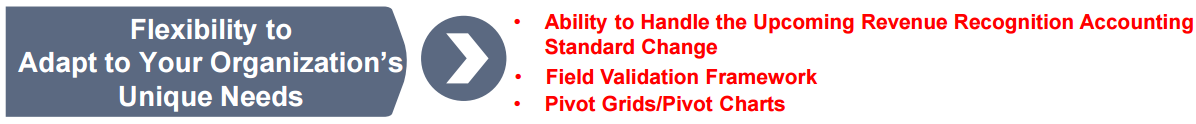 Flexibility to
Adapt to Your Organization's
Unique Needs
• Ability to Handle the Upcoming Revenue Recognition Accounting
Standard Change
• Field Validation Framework
• Pivot Grids/Pivot Charts